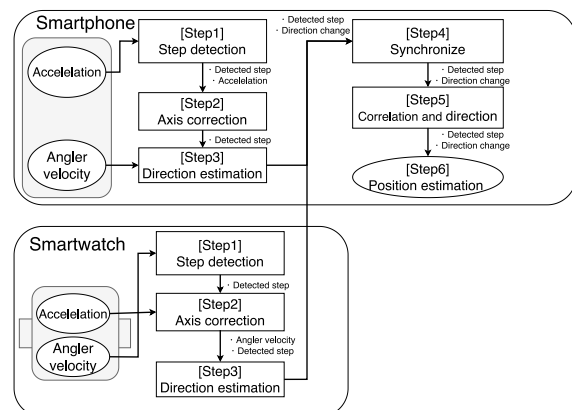 Smartphone
Accelelation
Angler
velocity
[Step1]
Step detection
· Detected step
· Accelelation
[Step2]
Axis correction
· Detected step
[Step3]
Direction estimation
· Detected step
· Direction change
[Step4]
Synchronize
· Detected step
· Direction change
[Step5]
Correlation and direction
· Detected step
· Direction change
[Step6]
Position estimation
Smartwatch
Accelelation
Angler
velocity
[Step1]
Step detection
· Detected step
[Step2]
Axis correction
· Angler velocity
· Detected step
[Step3]
Direction estimation